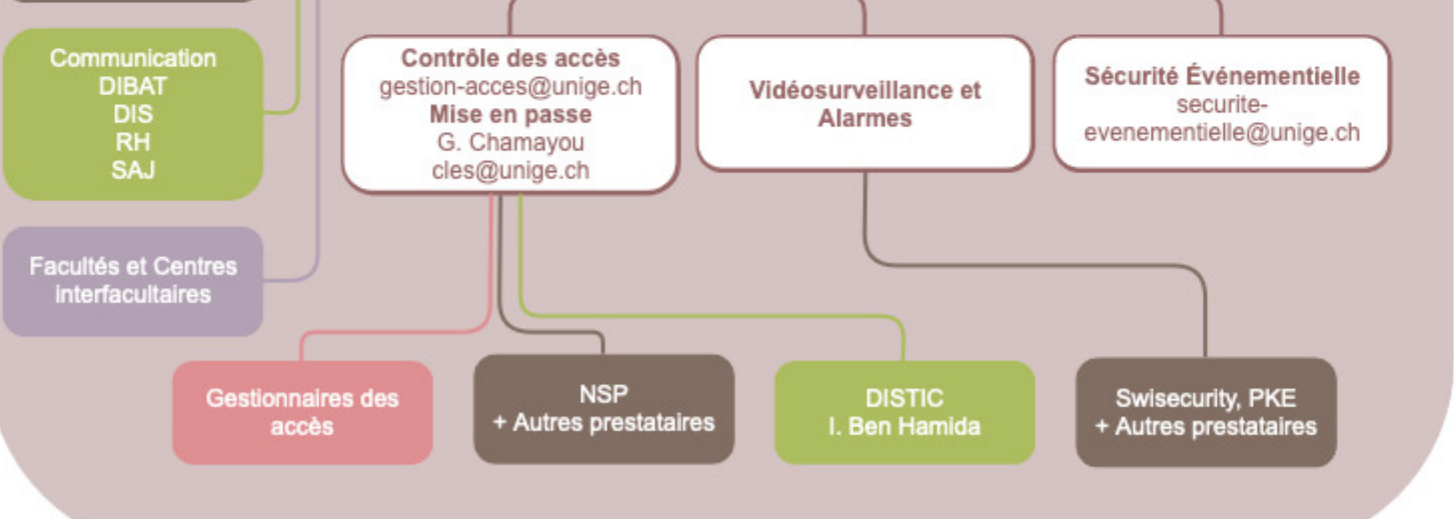 Communication
DIBAT
DIS
RH
SAJ
Contrôle des accès
gestion-acces@unige.ch
Mise en passe
G. Chamayou
cles@unige.ch
Vidéosurveillance et
Alarmes
Sécurité Événementielle
securite-
evenementielle@unige.ch
Facultés et Centres
interfacultaires
Gestionnaires des
accès
NSP
+ Autres prestataires
DISTIC
I. Ben Hamida
Swisecurity, PKE
+ Autres prestataires